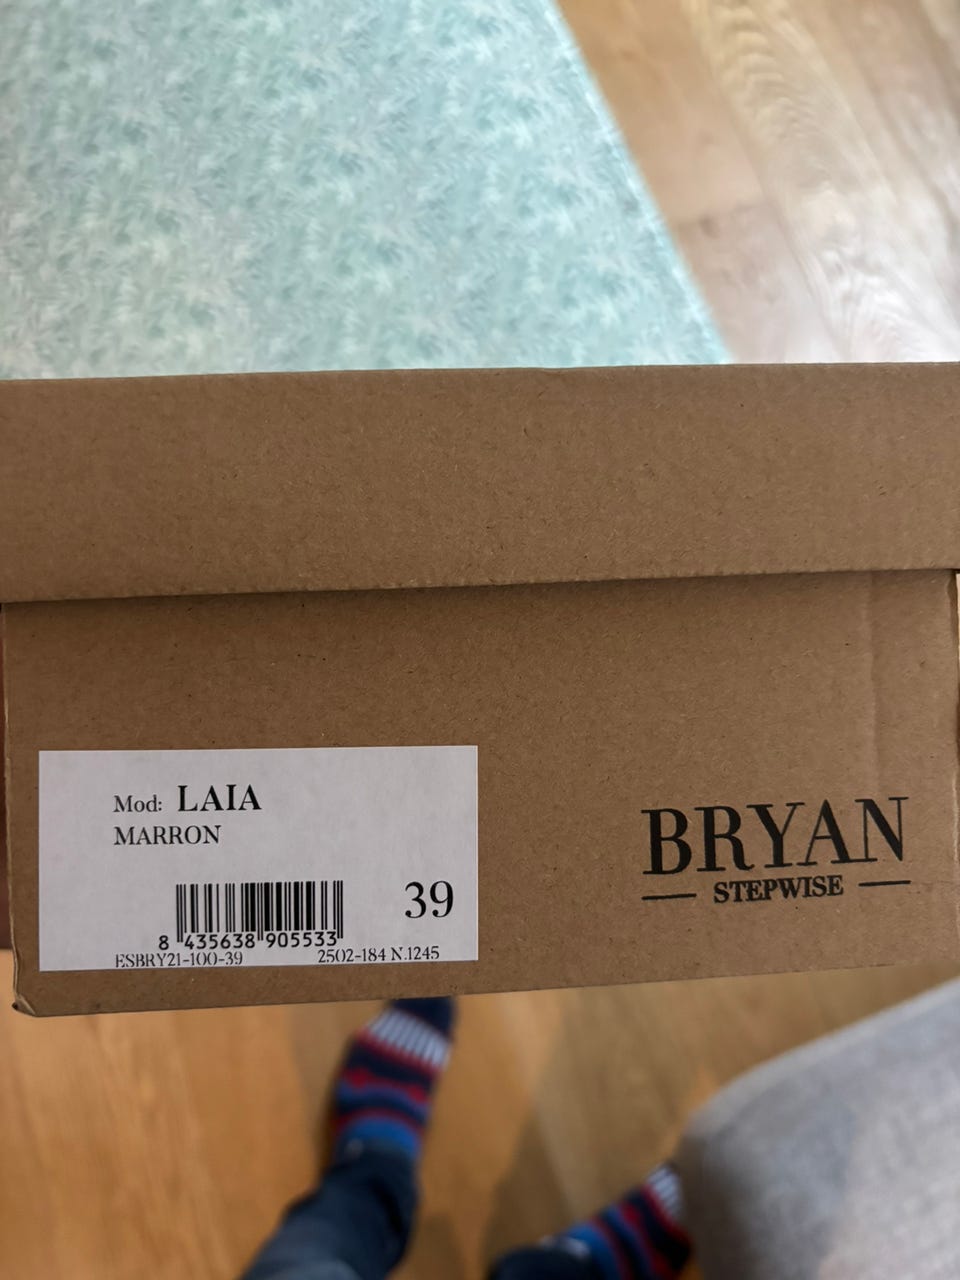 Mod: LAIA
MARRON
39
8 435638 905533
ESBRY21-100-39 2502-184 N.1245
BRYAN
STEPWISE